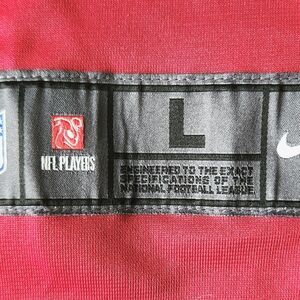 NFL PLAYERS
L
ENGINEERED TO THE EXACT
SPECIFICATIONS OF THE
NATIONAL FOOTBALL LEAGUE.